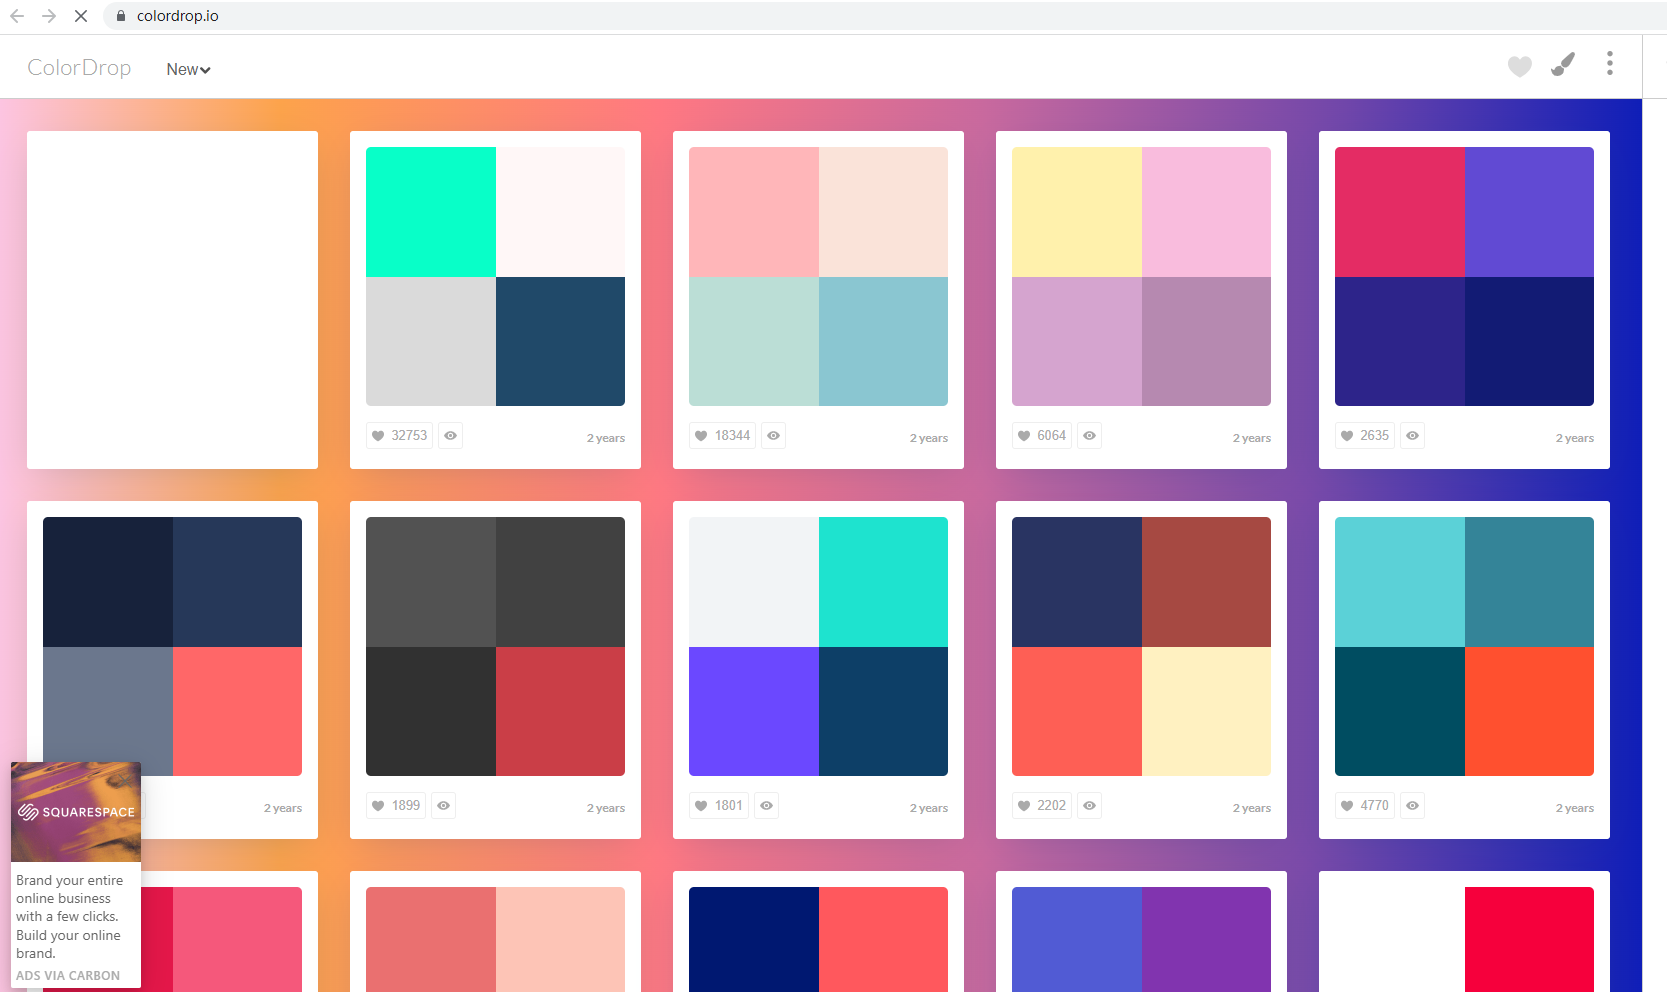 colordrop.io
ColorDrop
New
32753
2 years
18344
2 years
6064
2 years
2635
2 years
2 years
1899
2 years
1801
2 years
2202
2 years
4770
2 years
SQUARESPACE
Brand your entire
online business
with a few clicks.
Build your online
brand.
ADS VIA CARBON